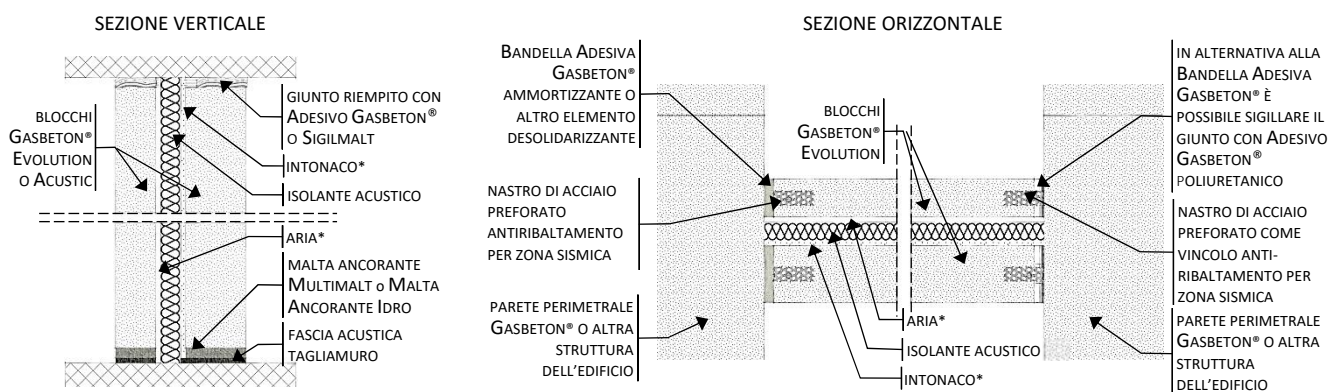 SEZIONE VERTICALE
BLOCCHI
GASBETON®
EVOLUTION
O ACUSTIC
GIUNTO RIEMPITO CON
ADESIVO GASBETON®
O SIGILMALT
INTONACO*
ISOLANTE ACUSTICO
ARIA*
MALTA ANCORANTE
MULTIMALT O MALTA
ANCORANTE IDRO
FASCIA ACUSTICA
TAGLIAMURO
SEZIONE ORIZZONTALE
BANDELLA ADESIVA
GASBETON®
AMMORTIZZANTE O
ALTRO ELEMENTO
DESOLIDARIZZANTE
BLOCCHI
GASBETON®
EVOLUTION
NASTRO DI ACCIAIO
PREFORATO
ANTIRIBALTAMENTO
PER ZONA SISMICA
PARETE PERIMETRALE
GASBETON® O ALTRA
STRUTTURA
DELL'EDIFICIO
ARIA*
ISOLANTE ACUSTICO
INTONACO*
IN ALTERNATIVA ALLA
BANDELLA ADESIVA
GASBETON® È
POSSIBILE SIGILLARE IL
GIUNTO CON ADESIVO
GASBETON®
POLIURETANICO
NASTRO DI ACCIAIO
PREFORATO COME
VINCOLO ANTI-
RIBALTAMENTO PER
ZONA SISMICA
PARETE PERIMETRALE
GASBETON® O ALTRA
STRUTTURA
DELL'EDIFICIO